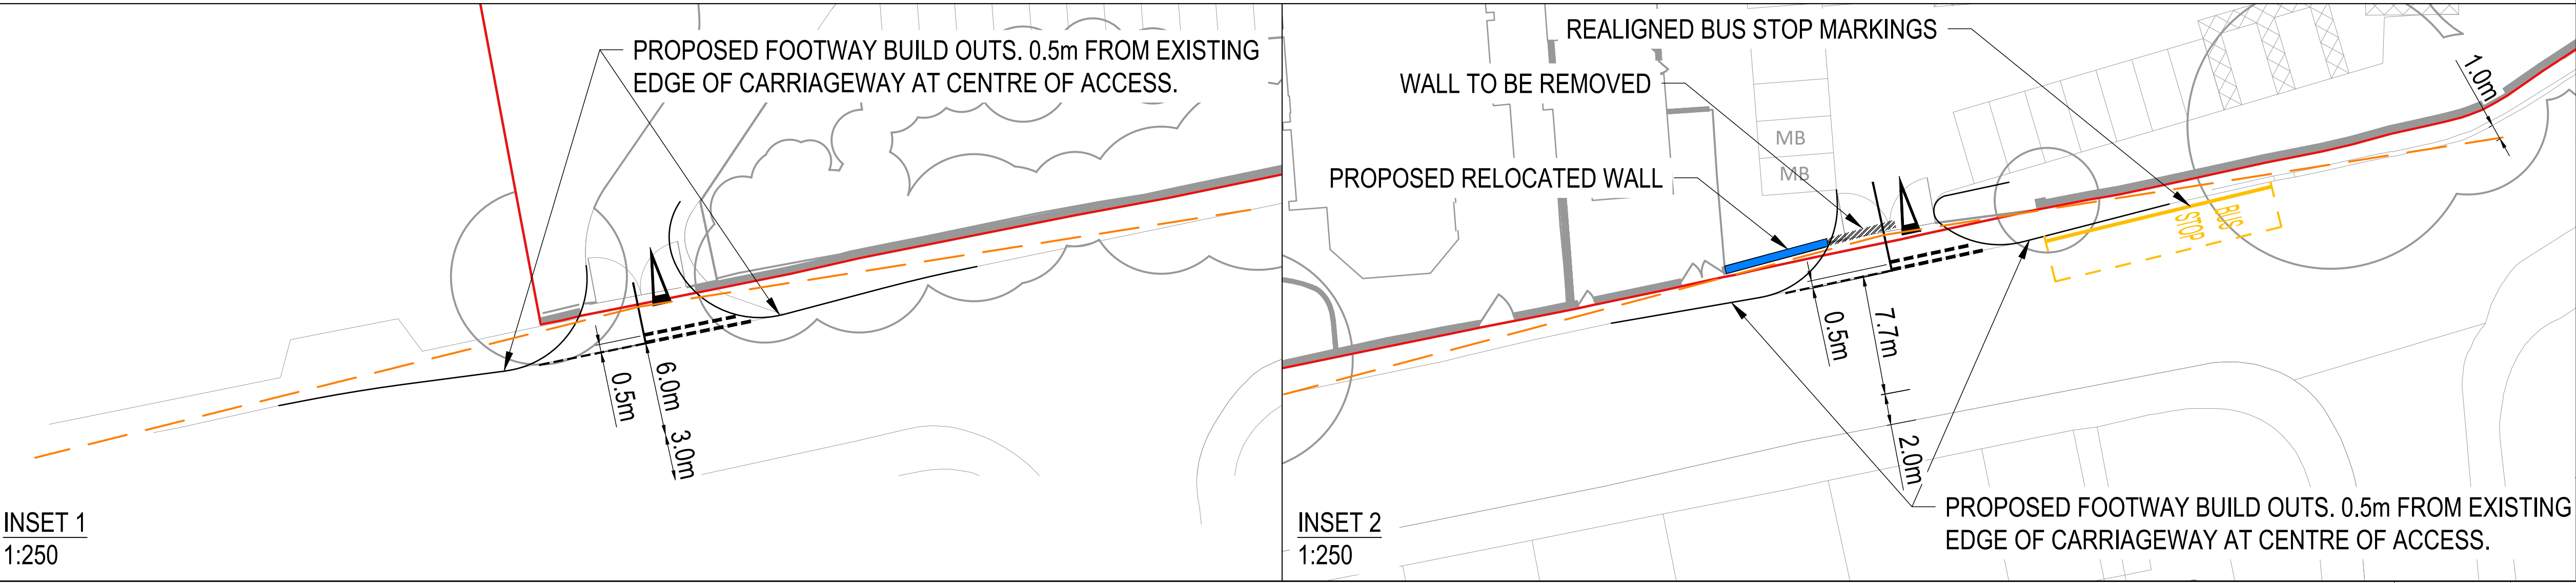 PROPOSED FOOTWAY BUILD OUTS. 0.5m FROM EXISTING
EDGE OF CARRIAGEWAY AT CENTRE OF ACCESS.
0.5m
6.0m
3.0m
INSET 1
1:250
REALIGNED BUS STOP MARKINGS
WALL TO BE REMOVED
PROPOSED RELOCATED WALL
MB
MB
1.0m
BUS
STOP
0.5m
7.7m
2.0m
PROPOSED FOOTWAY BUILD OUTS. 0.5m FROM EXISTING
EDGE OF CARRIAGEWAY AT CENTRE OF ACCESS.
INSET 2
1:250